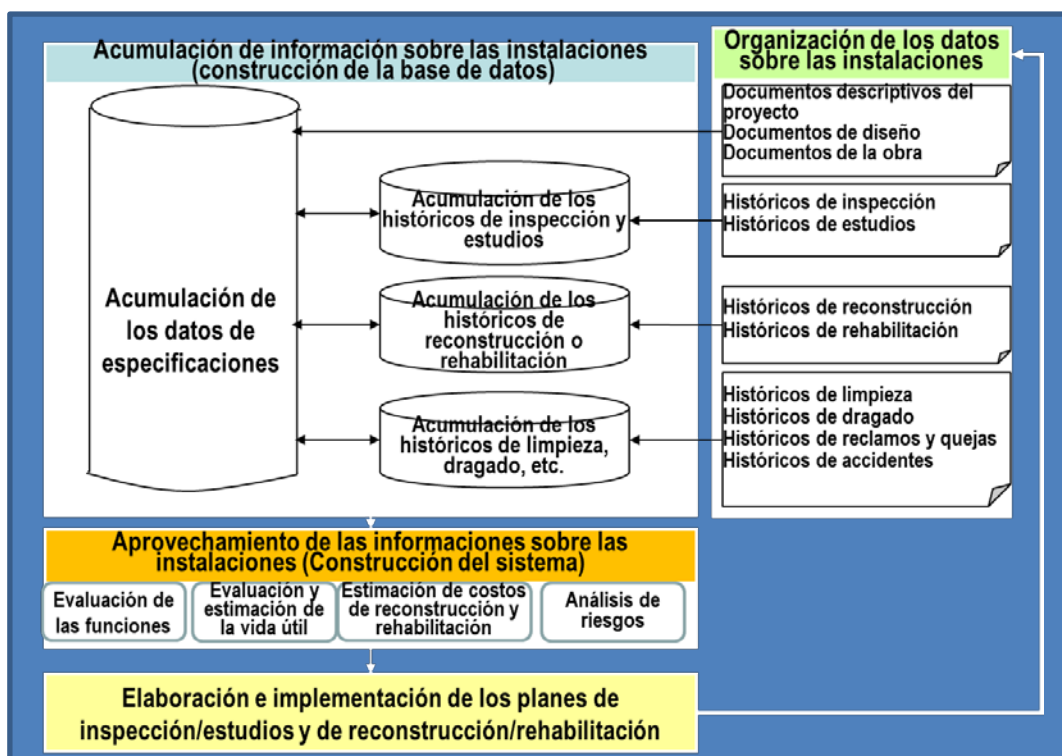 Acumulación de información sobre las instalaciones
(construcción de la base de datos)
Acumulación de
los datos de
especificaciones
Acumulación de los
históricos de inspección y
estudios
Acumulación de los
históricos de
reconstrucción o
rehabilitación
Acumulación de los
históricos de limpieza,
dragado, etc.
Organización de los datos
sobre las instalaciones
Documentos descriptivos del
proyecto
Documentos de diseño
Documentos de la obra
Históricos de inspección
Históricos de estudios
Históricos de reconstrucción
Históricos de rehabilitación
Históricos de limpieza
Históricos de dragado
Históricos de reclamos y quejas
Históricos de accidentes
Aprovechamiento de las informaciones sobre las
instalaciones (Construcción del sistema)
Evaluación de
las funciones
Evaluación y
estimación de
la vida útil
Estimación de costos
de reconstrucción y
rehabilitación
Análisis de
riesgos
Elaboración e implementación de los planes de
inspección/estudios y de reconstrucción/rehabilitación